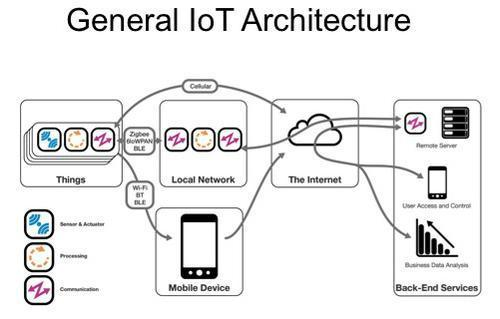 General IoT Architecture
Cellular
Zigbee
6loWPAN
BLE
Things
Local Network
The Internet
Remote Server
Wi-Fi
BT
BLE
User Access and Control
Sensor & Actuator
Processing
Communication
Mobile Device
Business Data Analysis
Back-End Services